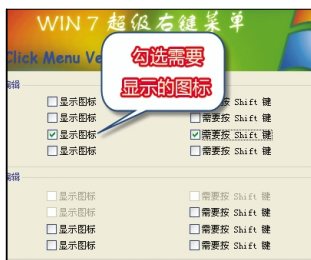 WIN 7 超级右键菜单
Click Menu Ve
勾选需要
显示的图标
编辑
显示图标 需要按 Shift 键
显示图标 需要按 Shift 键
显示图标 需要按 Shift 键
显示图标 需要按 Shift 键
编辑
显示图标 需要按 Shift 键
显示图标 需要按 Shift 键
显示图标 需要按 Shift 键
显示图标 需要按 Shift 键